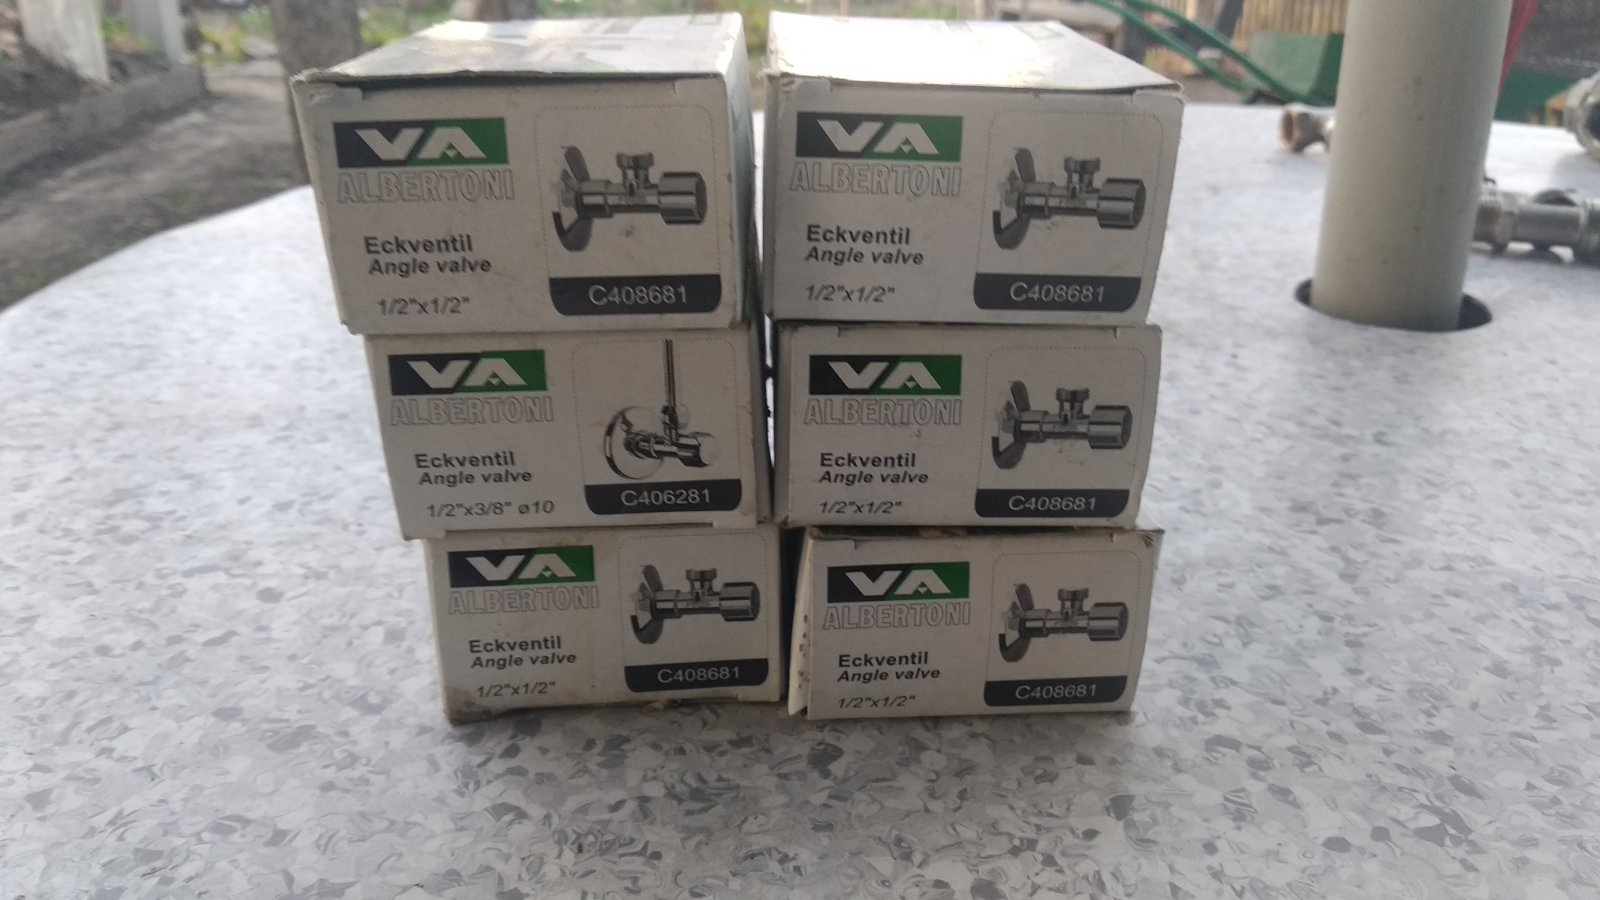 VA
ALBERTONI
Eckventil
Angle valve
1/2"x1/2"
C408681
VA
ALBERTONI
Eckventil
Angle valve
1/2"x1/2"
C408681
VA
ALBERTONI
Eckventil
Angle valve
1/2"x3/8" ø10
C406281
VA
ALBERTONI
Eckventil
Angle valve
1/2"x1/2"
C408681
VA
ALBERTONI
Eckventil
Angle valve
1/2"x1/2"
C408681
VA
ALBERTONI
Eckventil
Angle valve
1/2"x1/2"
C408681